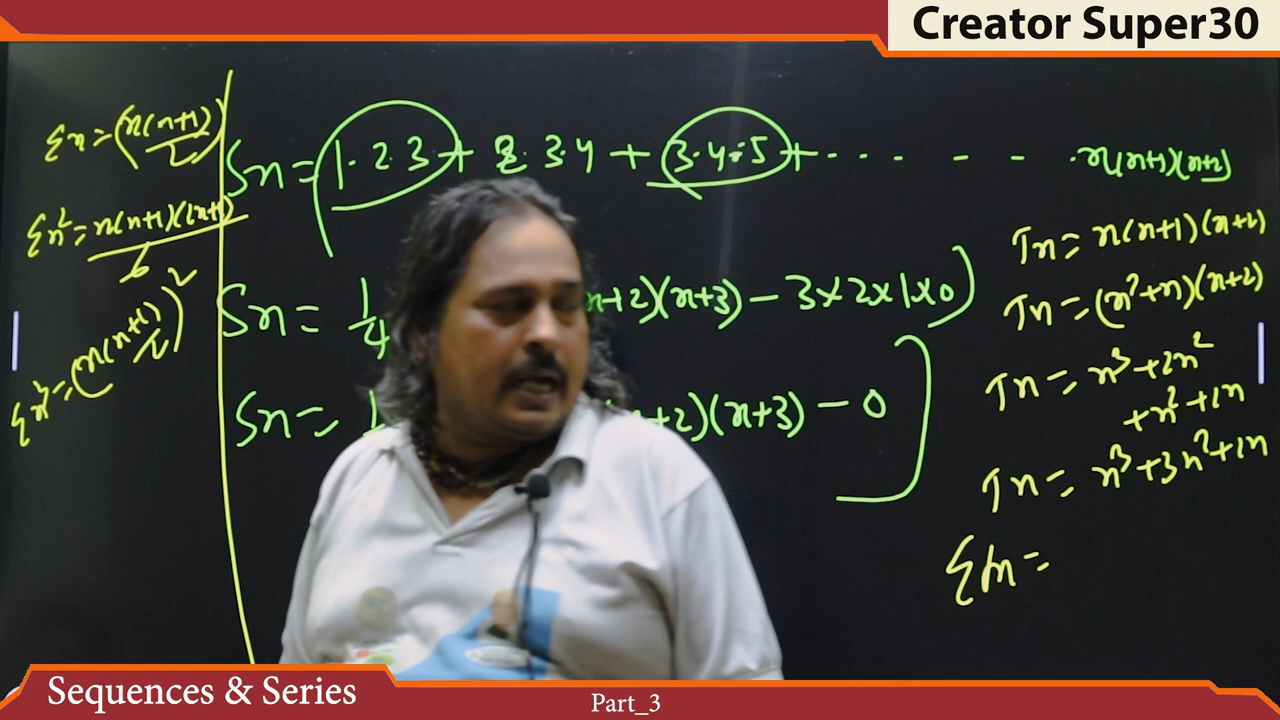 Creator Super30
Σn = (n(n+1)/2)
Σn² = n(n+1)(2n+1)/6
Σn³ = (n(n+1)/2)²
Sn = 1·2·3 + 2·3·4 + 3·4·5 + ······· n(n+1)(n+2)
Sn = 1/4 n+2)(n+3) - 3×2×1×0)
Sn = +2)(n+3) - 0]
Tn = n(n+1)(n+2)
Tn = (n²+n)(n+2)
Tn = n³+2n²
+n²+2n
Tn = n³+3n²+2n
Sequences & Series
Part_3